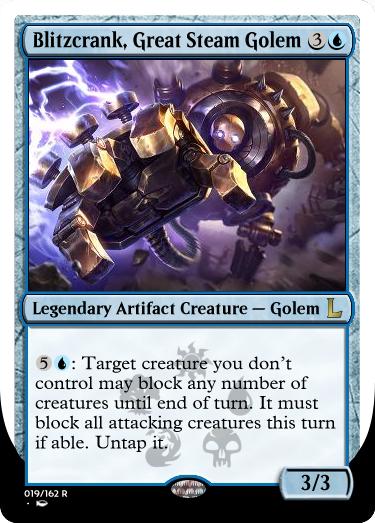 Blitzcrank, Great Steam Golem 3
Legendary Artifact Creature — Golem L
5 : Target creature you don't
control may block any number of
creatures until end of turn. It must
block all attacking creatures this turn
if able. Untap it.
3/3
019/162 R